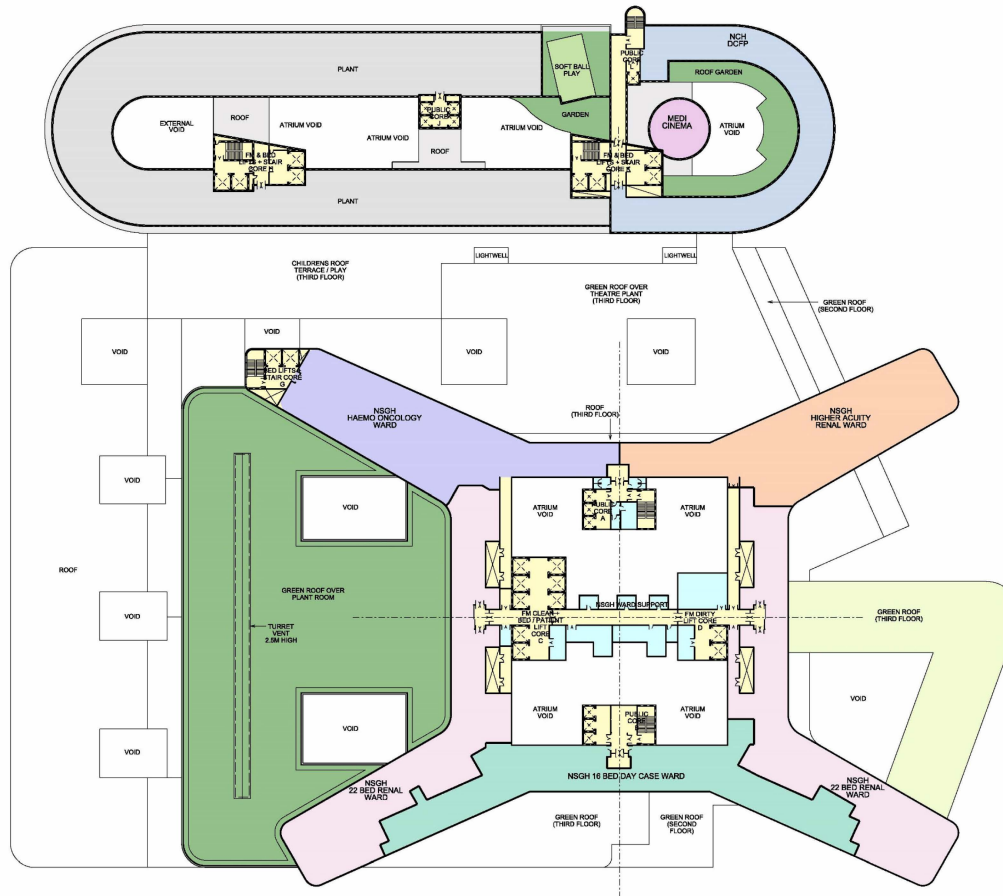 NCH
DCFP
PUBLIC
CORE
L
PLANT
SOFT BALL
PLAY
ROOF GARDEN
EXTERNAL
VOID
ROOF
ATRIUM VOID
PUBLIC
CORE
J
ATRIUM VOID
ATRIUM VOID
GARDEN
MEDI
CINEMA
ATRIUM
VOID
ROOF
FM & BED
LIFTS + STAIR
CORE H
FM & BED
LIFTS + STAIR
CORE K
PLANT
CHILDRENS ROOF
TERRACE / PLAY
(THIRD FLOOR)
LIGHTWELL
LIGHTWELL
GREEN ROOF OVER
THEATRE PLANT
(THIRD FLOOR)
GREEN ROOF
(SECOND FLOOR)
VOID
VOID
VOID
VOID
BED LIFTS +
STAIR CORE
G
NSGH
HAEMO ONCOLOGY
WARD
NSGH
HIGHER ACUITY
RENAL WARD
ROOF
(THIRD FLOOR)
VOID
VOID
ATRIUM
VOID
PUBLIC
CORE
A
ATRIUM
VOID
ROOF
GREEN ROOF OVER
PLANT ROOM
NSGH WARD SUPPORT
VOID
TURRET
VENT
2.5M HIGH
FM CLEAN +
BED / PATIENT
LIFT
CORE
C
FM DIRTY
LIFT CORE
D
GREEN ROOF
(THIRD FLOOR)
VOID
VOID
VOID
ATRIUM
VOID
PUBLIC
CORE
ATRIUM
VOID
NSGH
22 BED RENAL
WARD
NSGH 16 BED DAY CASE WARD
NSGH
22 BED RENAL
WARD
GREEN ROOF
(THIRD FLOOR)
GREEN ROOF
(SECOND
FLOOR)